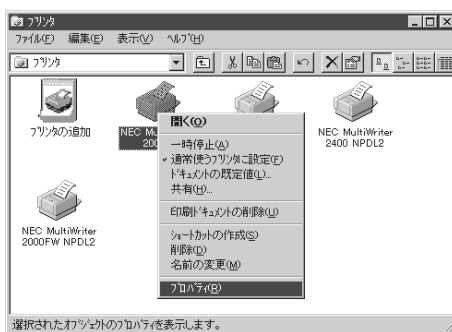 プリンタ
ファイル(F) 編集(E) 表示(V) ヘルプ(H)
プリンタ
プリンタの追加
NEC Mu
200
NEC MultiWriter
2400 NPDL2
NEC MultiWriter
2000FW NPDL2
開く(O)
一時停止(A)
通常使うプリンタに設定(F)
ドキュメントの既定値(L)...
共有(H)...
印刷ドキュメントの削除(U)
ショートカットの作成(S)
削除(D)
名前の変更(M)
プロパティ(R)
選択されたオブジェクトのプロパティを表示します。